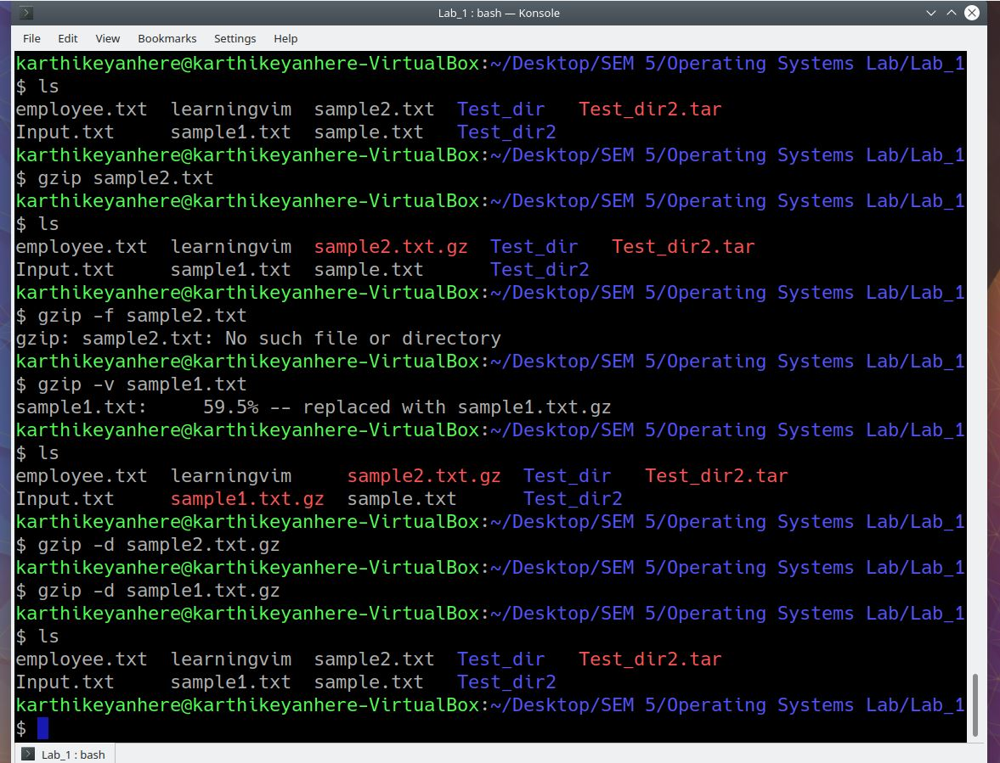 Lab_1 : bash — Konsole
File Edit View Bookmarks Settings Help
karthikeyanhere@karthikeyanhere-VirtualBox:~/Desktop/SEM 5/Operating Systems Lab/Lab_1
$ ls
employee.txt  learningvim  sample2.txt  Test_dir   Test_dir2.tar
Input.txt     sample1.txt  sample.txt   Test_dir2
karthikeyanhere@karthikeyanhere-VirtualBox:~/Desktop/SEM 5/Operating Systems Lab/Lab_1
$ gzip sample2.txt
karthikeyanhere@karthikeyanhere-VirtualBox:~/Desktop/SEM 5/Operating Systems Lab/Lab_1
$ ls
employee.txt  learningvim  sample2.txt.gz  Test_dir   Test_dir2.tar
Input.txt     sample1.txt  sample.txt      Test_dir2
karthikeyanhere@karthikeyanhere-VirtualBox:~/Desktop/SEM 5/Operating Systems Lab/Lab_1
$ gzip -f sample2.txt
gzip: sample2.txt: No such file or directory
karthikeyanhere@karthikeyanhere-VirtualBox:~/Desktop/SEM 5/Operating Systems Lab/Lab_1
$ gzip -v sample1.txt
sample1.txt:     59.5% -- replaced with sample1.txt.gz
karthikeyanhere@karthikeyanhere-VirtualBox:~/Desktop/SEM 5/Operating Systems Lab/Lab_1
$ ls
employee.txt  learningvim     sample2.txt.gz  Test_dir   Test_dir2.tar
Input.txt     sample1.txt.gz  sample.txt      Test_dir2
karthikeyanhere@karthikeyanhere-VirtualBox:~/Desktop/SEM 5/Operating Systems Lab/Lab_1
$ gzip -d sample2.txt.gz
karthikeyanhere@karthikeyanhere-VirtualBox:~/Desktop/SEM 5/Operating Systems Lab/Lab_1
$ gzip -d sample1.txt.gz
karthikeyanhere@karthikeyanhere-VirtualBox:~/Desktop/SEM 5/Operating Systems Lab/Lab_1
$ ls
employee.txt  learningvim  sample2.txt  Test_dir   Test_dir2.tar
Input.txt     sample1.txt  sample.txt   Test_dir2
karthikeyanhere@karthikeyanhere-VirtualBox:~/Desktop/SEM 5/Operating Systems Lab/Lab_1
$
Lab_1 : bash